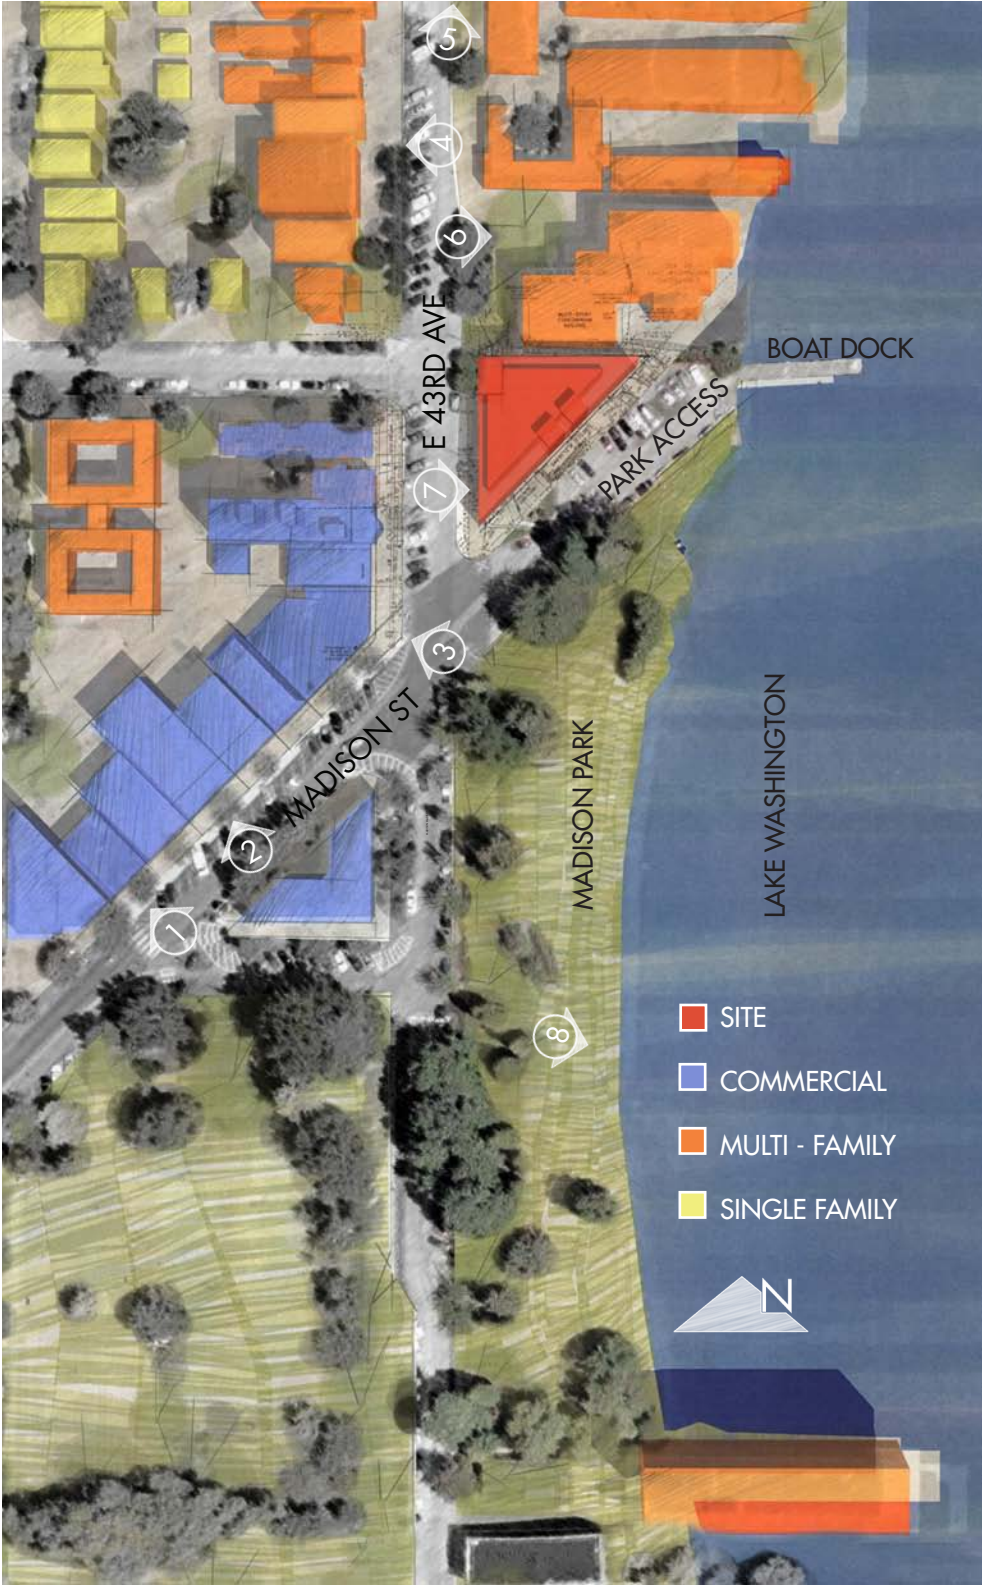 5
4
6
E 43RD AVE
BOAT DOCK
PARK ACCESS
7
3
MADISON ST
2
1
MADISON PARK
LAKE WASHINGTON
8
SITE
COMMERCIAL
MULTI - FAMILY
SINGLE FAMILY
N